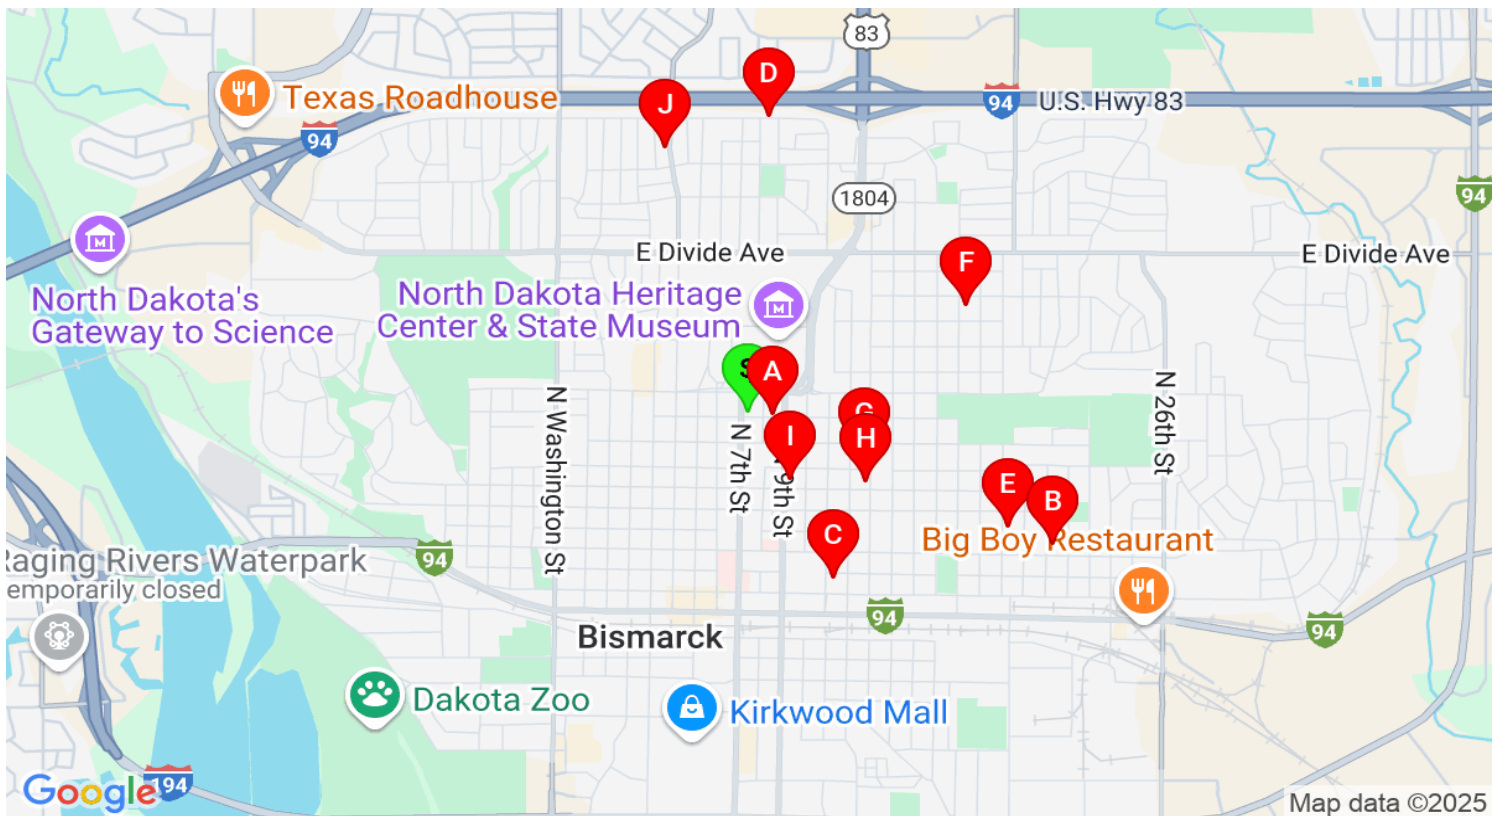 83
D
J
94
U.S. Hwy 83
Texas Roadhouse
94
94
1804
E Divide Ave
E Divide Ave
F
North Dakota's
Gateway to Science
North Dakota Heritage
Center & State Museum
S
A
G
H
I
N Washington St
N 7th St
N 9th St
N 26th St
E
B
C
Big Boy Restaurant
94
Raging Rivers Waterpark
emporarily closed
94
94
Bismarck
Dakota Zoo
Kirkwood Mall
194
Google
Map data ©2025